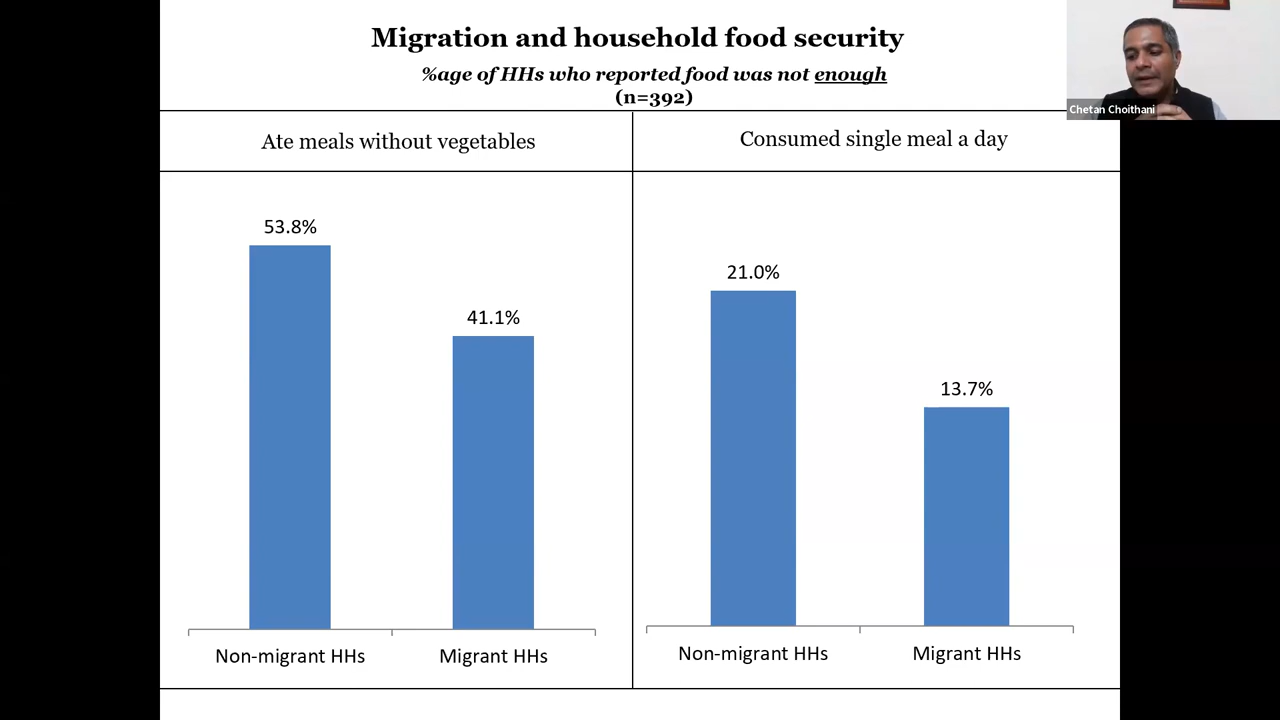 Migration and household food security
%age of HHs who reported food was not enough
(n=392)
Chetan Choithani
Ate meals without vegetables
Consumed single meal a day
53.8%
41.1%
Non-migrant HHs
Migrant HHs
21.0%
13.7%
Non-migrant HHs
Migrant HHs